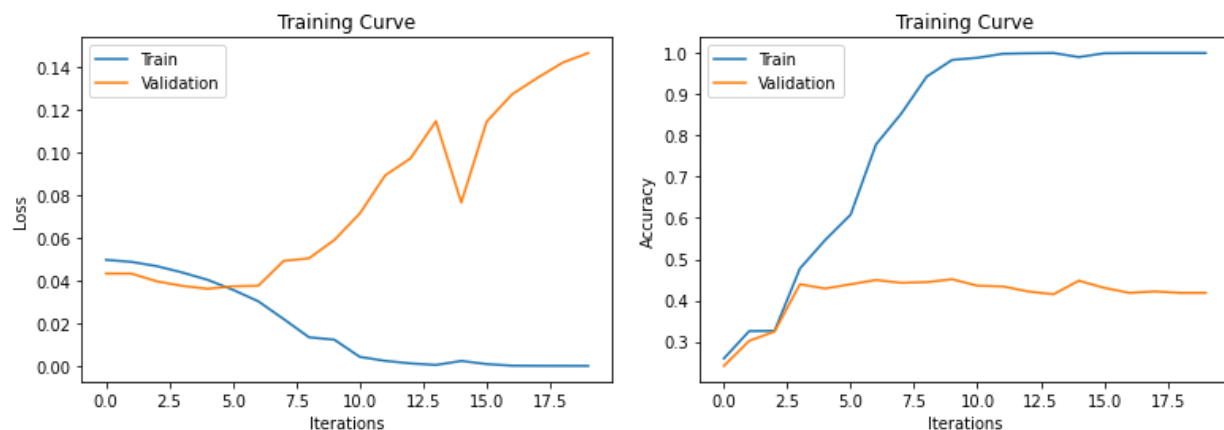 Training Curve
Train
Validation
0.14
0.12
0.10
0.08
0.06
0.04
0.02
0.00
Loss
0.0 2.5 5.0 7.5 10.0 12.5 15.0 17.5
Iterations
Training Curve
Train
Validation
1.0
0.9
0.8
0.7
0.6
0.5
0.4
0.3
Accuracy
0.0 2.5 5.0 7.5 10.0 12.5 15.0 17.5
Iterations